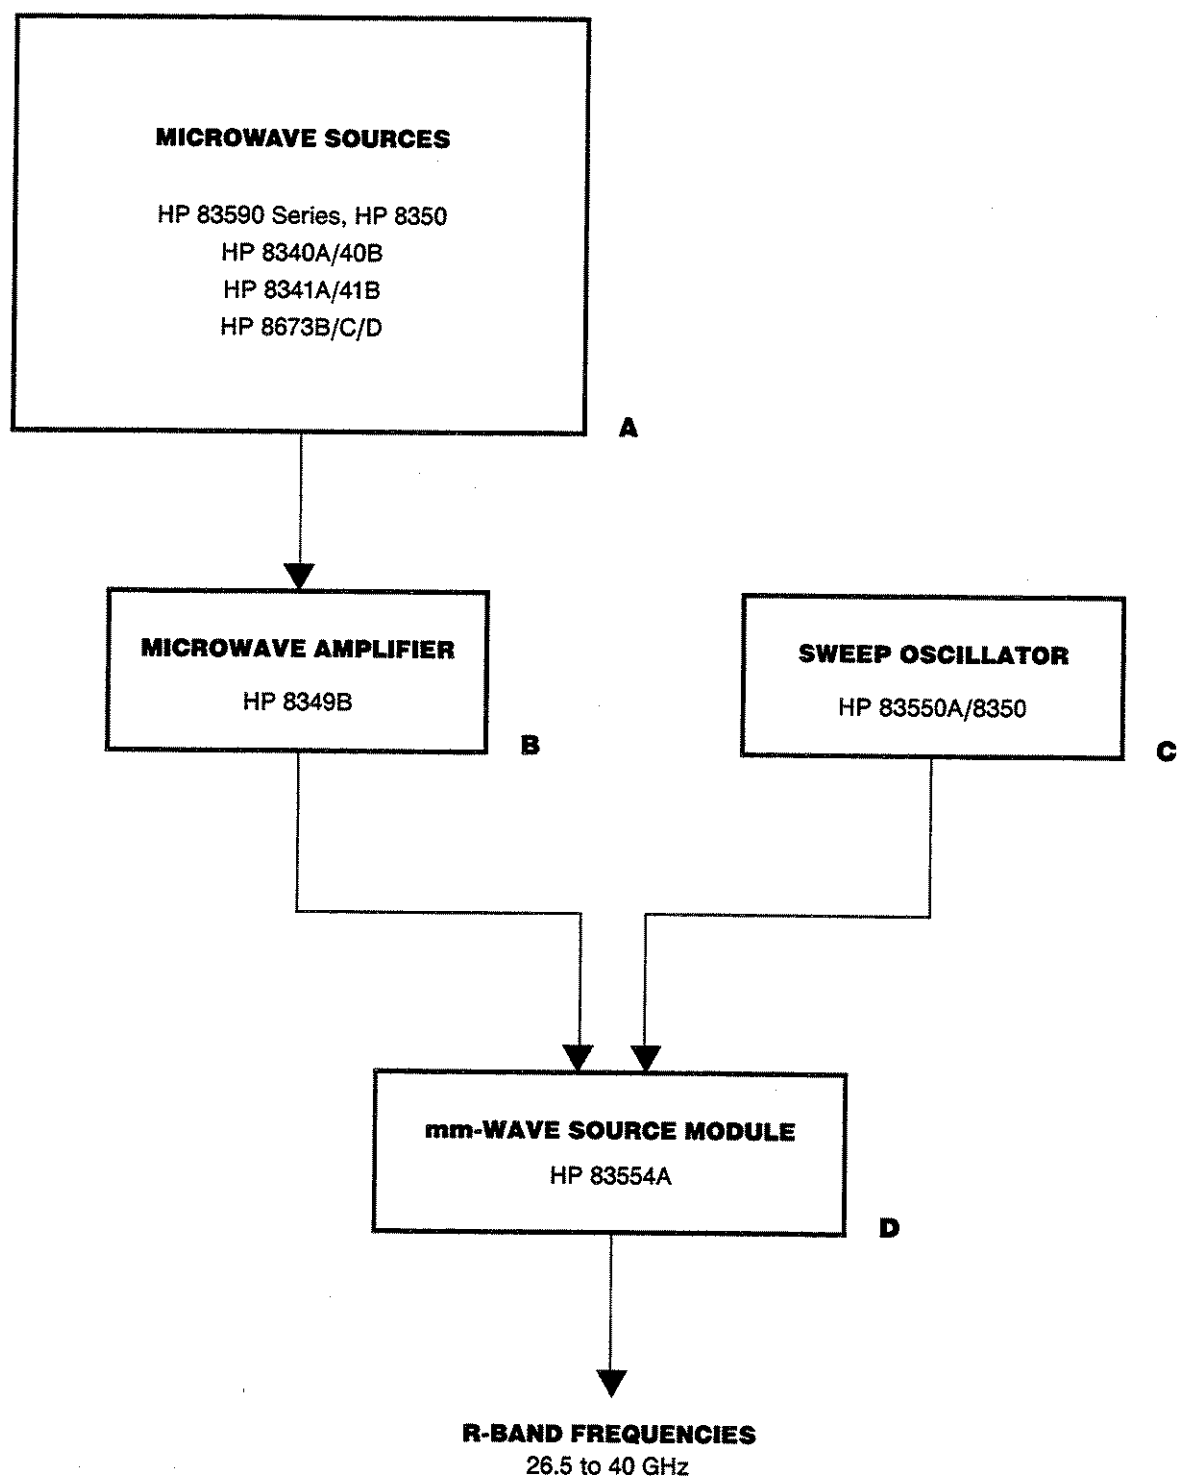 MICROWAVE SOURCES
HP 83590 Series, HP 8350
HP 8340A/40B
HP 8341A/41B
HP 8673B/C/D
A
MICROWAVE AMPLIFIER
HP 8349B
B
SWEEP OSCILLATOR
HP 83550A/8350
C
mm-WAVE SOURCE MODULE
HP 83554A
D
R-BAND FREQUENCIES
26.5 to 40 GHz